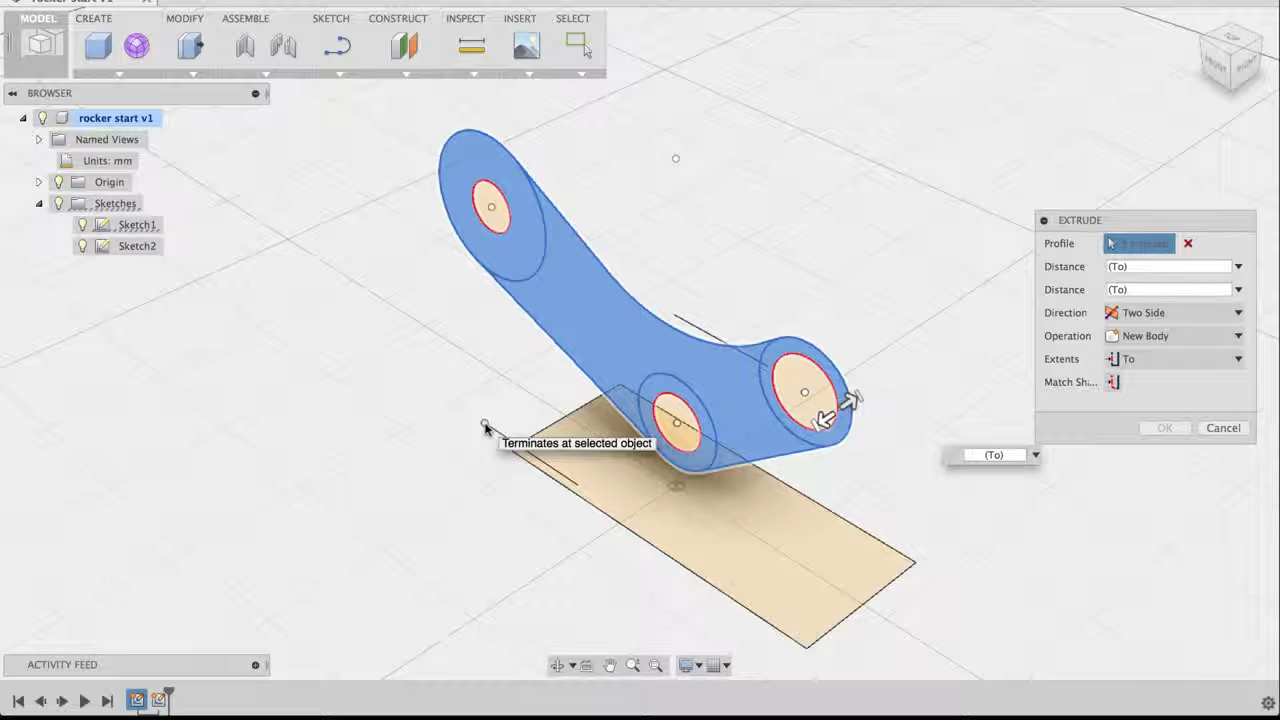 rocker start v1
MODEL CREATE MODIFY ASSEMBLE SKETCH CONSTRUCT INSPECT INSERT SELECT
BROWSER
rocker start v1
Named Views
Units: mm
Origin
Sketches
Sketch1
Sketch2
FRONT RIGHT
EXTRUDE
Profile
Distance (To)
Distance (To)
Direction Two Side
Operation New Body
Extents To
Match Sh...
OK Cancel
(To)
Terminates at selected object
ACTIVITY FEED